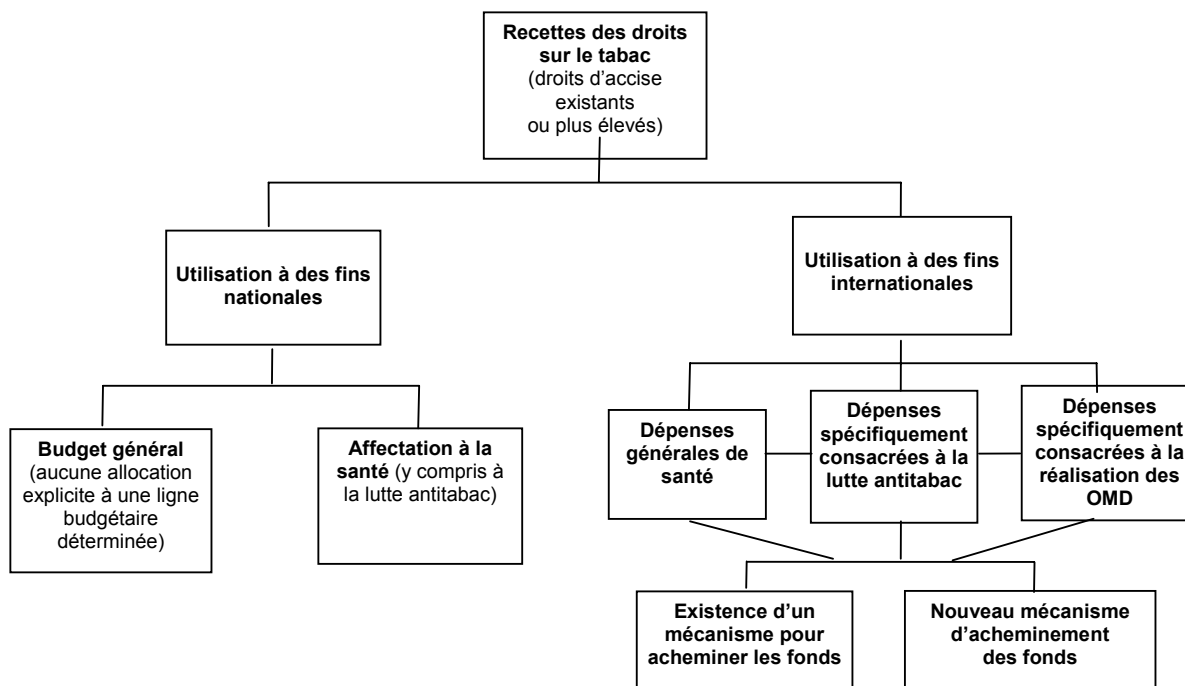 Recettes des droits
sur le tabac
(droits d'accise
existants
ou plus élevés)
Utilisation à des fins
nationales
Utilisation à des fins
internationales
Budget général
(aucune allocation
explicite à une ligne
budgétaire
déterminée)
Affectation à la
santé (y compris à
la lutte antitabac)
Dépenses
générales de
santé
Dépenses
spécifiquement
consacrées à la
lutte antitabac
Dépenses
spécifiquement
consacrées à la
réalisation des
OMD
Existence d'un
mécanisme pour
acheminer les fonds
Nouveau mécanisme
d'acheminement
des fonds